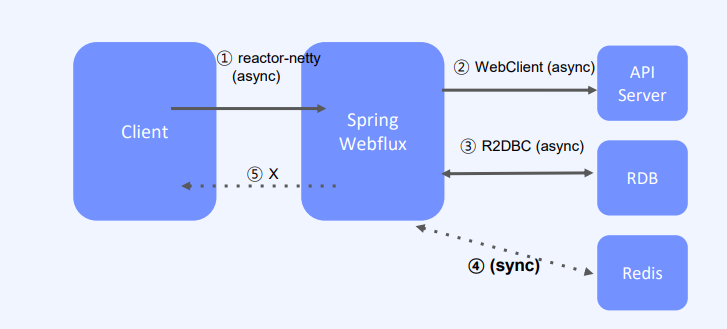 ① reactor-netty
(async)
② WebClient (async)
API
Server
Client
Spring
Webflux
③ R2DBC (async)
RDB
⑤ X
④ (sync)
Redis